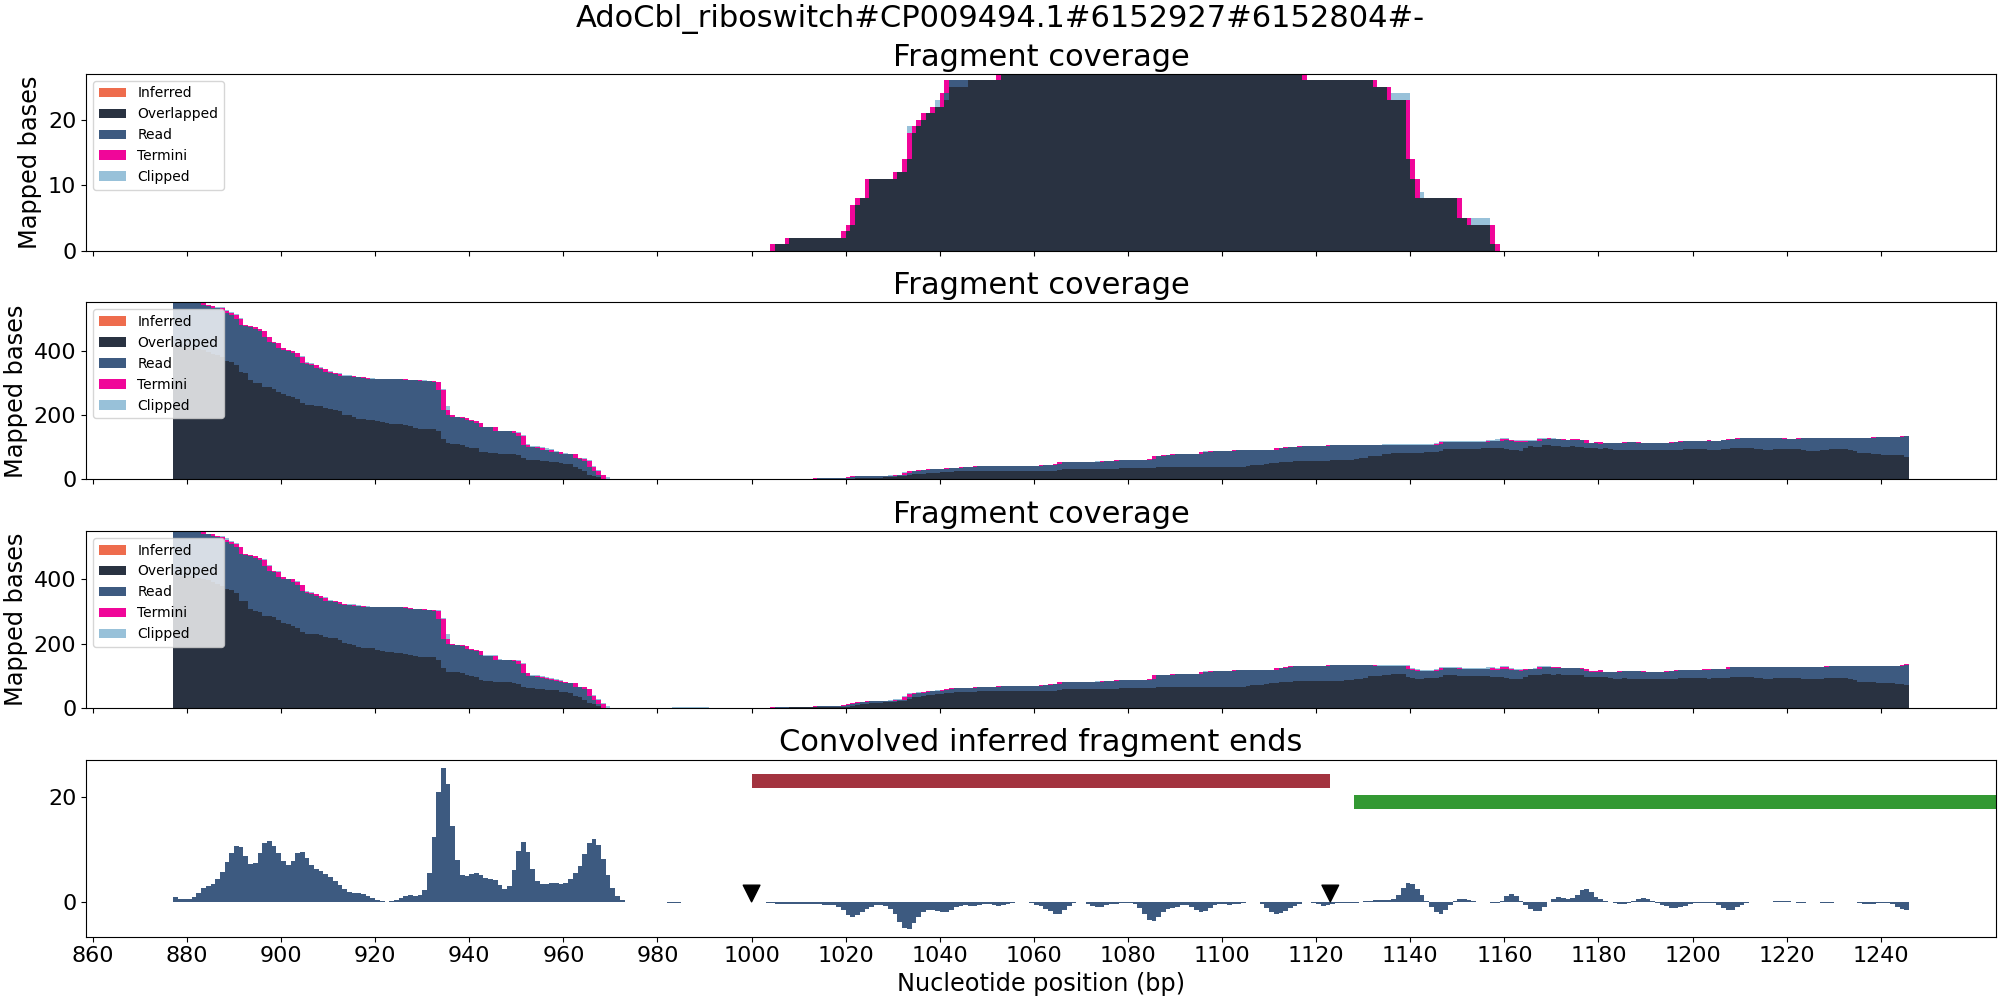 AdoCbl_riboswitch#CP009494.1#6152927#6152804#-
Fragment coverage
Mapped bases
20
10
0
Inferred
Overlapped
Read
Termini
Clipped
Fragment coverage
Mapped bases
400
200
0
Inferred
Overlapped
Read
Termini
Clipped
Fragment coverage
Mapped bases
400
200
0
Inferred
Overlapped
Read
Termini
Clipped
Convolved inferred fragment ends
20
0
860 880 900 920 940 960 980 1000 1020 1040 1060 1080 1100 1120 1140 1160 1180 1200 1220 1240
Nucleotide position (bp)